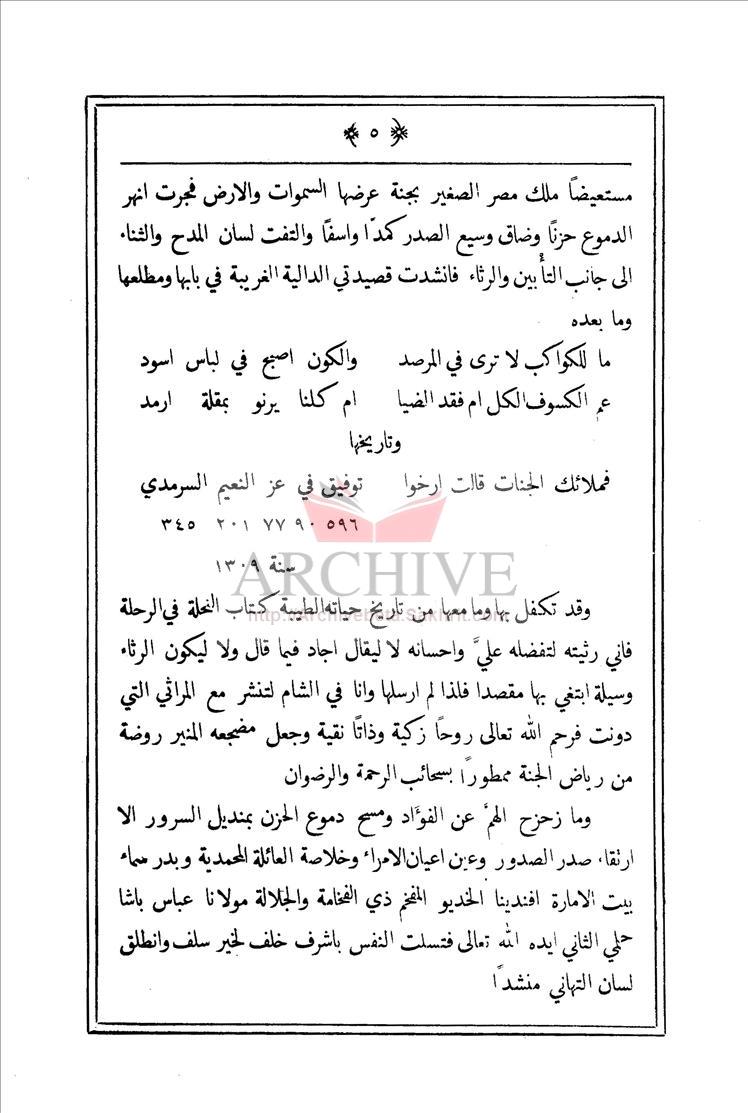 ﴿ ٥ ﴾
مستعيضاً ملك مصر الصغير بجنة عرضها السموات والارض فجرت انهر
الدموع حزنًا وضاق وسيع الصدر كمدًا واسفًا والتفت لسان المدح والثناء
الى جانب التأبين والرثاء فانشدت قصيدتي الدالية الغريبة في بابها ومطلعها
وما بعده
ما للكواكب لا ترى في المرصد والكون اصبح في لباس اسود
عم الكسوف الكل ام فقد الضيا ام كلنا يرنو بمقلة ارمد
وتاريخها
فملائك الجنات قالت ارخوا توفيق في عز النعيم السرمدي
٥٩٦ ٩٠ ٧٧ ٢٠١ ٣٤٥
سنة ١٣٠٩
ARCHIVE
وقد تكفل بها وما معها من تاريخ حياته الطيبة كتاب النحلة في الرحلة
http://Archivebeta.Sakhrit.com
فاني رثيته لتفضله عليَّ واحسانه لا ليقال اجاد فيما قال ولا ليكون الرثاء
وسيلة ابتغي بها مقصدا فلذا لم ارسلها وانا في الشام لتنشر مع المراثي التي
دونت فرحم الله تعالى روحًا زكية وذاتًا نقية وجعل مضجعه المنير روضة
من رياض الجنة ممطورًا بسحائب الرحمة والرضوان
وما زحزح الهمَّ عن الفؤاد ومسح دموع الحزن بمنديل السرور الا
ارتقاء صدر الصدور وعين اعيان الامراء وخلاصة العائلة المحمدية وبدر سماء
بيت الامارة افندينا الخديو المفخم ذي الفخامة والجلالة مولانا عباس باشا
حلمي الثاني ايده الله تعالى فتسلت النفس باشرف خلف لخير سلف وانطلق
لسان التهاني منشدًا